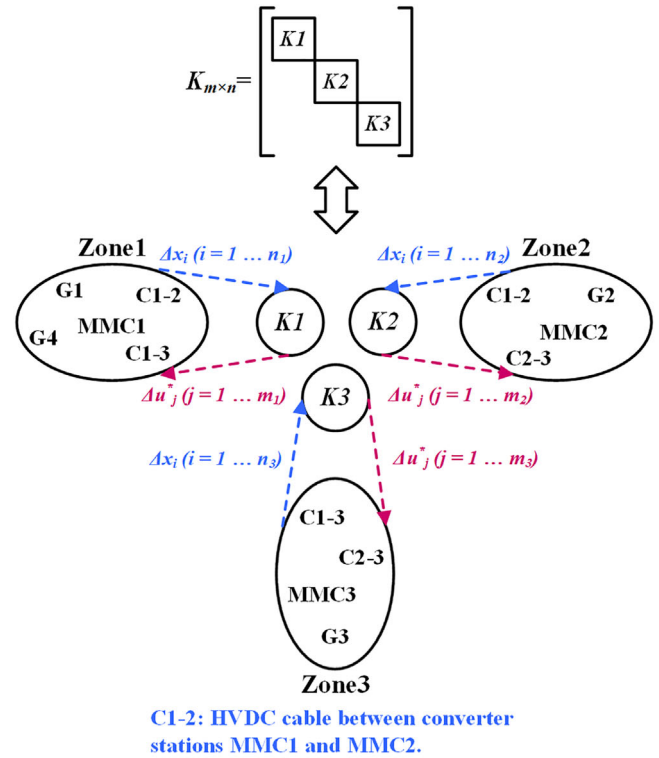 K1
Km×n=
K2
K3
Zone1
Δxi (i = 1 … n1)
Δxi (i = 1 … n2)
Zone2
G1
C1-2
C1-2
G2
G4
MMC1
K1
K2
MMC2
C1-3
C2-3
Δu*j (j = 1 … m1)
K3
Δu*j (j = 1 … m2)
Δxi (i = 1 … n3)
Δu*j (j = 1 … m3)
C1-3
C2-3
MMC3
G3
Zone3
C1-2: HVDC cable between converter
stations MMC1 and MMC2.